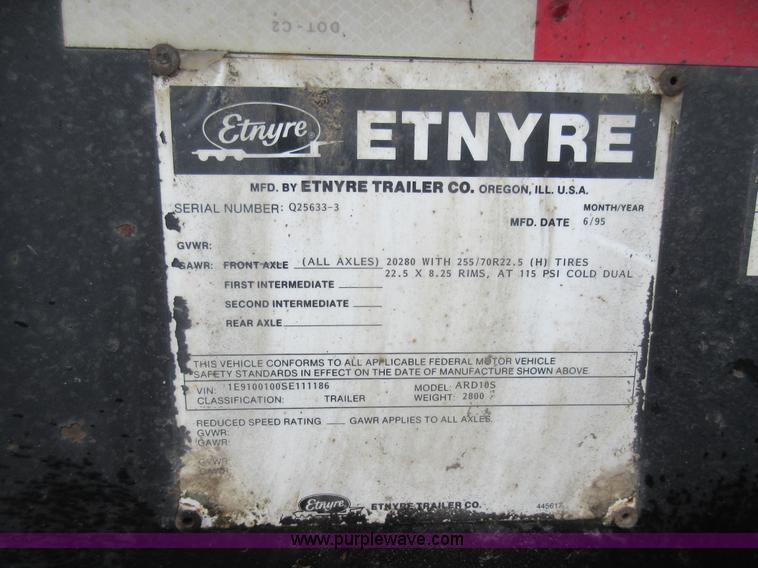 DOT-C2
Etnyre ETNYRE
MFD. BY ETNYRE TRAILER CO. OREGON, ILL. U.S.A.
SERIAL NUMBER: Q25633-3 MONTH/YEAR
MFD. DATE 6/95
GVWR:
GAWR: FRONT AXLE (ALL AXLES) 20280 WITH 255/70R22.5 (H) TIRES
FIRST INTERMEDIATE 22.5 X 8.25 RIMS, AT 115 PSI COLD DUAL
SECOND INTERMEDIATE
REAR AXLE
THIS VEHICLE CONFORMS TO ALL APPLICABLE FEDERAL MOTOR VEHICLE
SAFETY STANDARDS IN EFFECT ON THE DATE OF MANUFACTURE SHOWN ABOVE.
VIN: 1E9100100SE111186 MODEL: ARD10S
CLASSIFICATION: TRAILER WEIGHT: 2800
REDUCED SPEED RATING ___ GAWR APPLIES TO ALL AXLES.
GVWR:
GAWR:
GVWR:
GAWR:
Etnyre ETNYRE TRAILER CO. 445617
www.purplewave.com